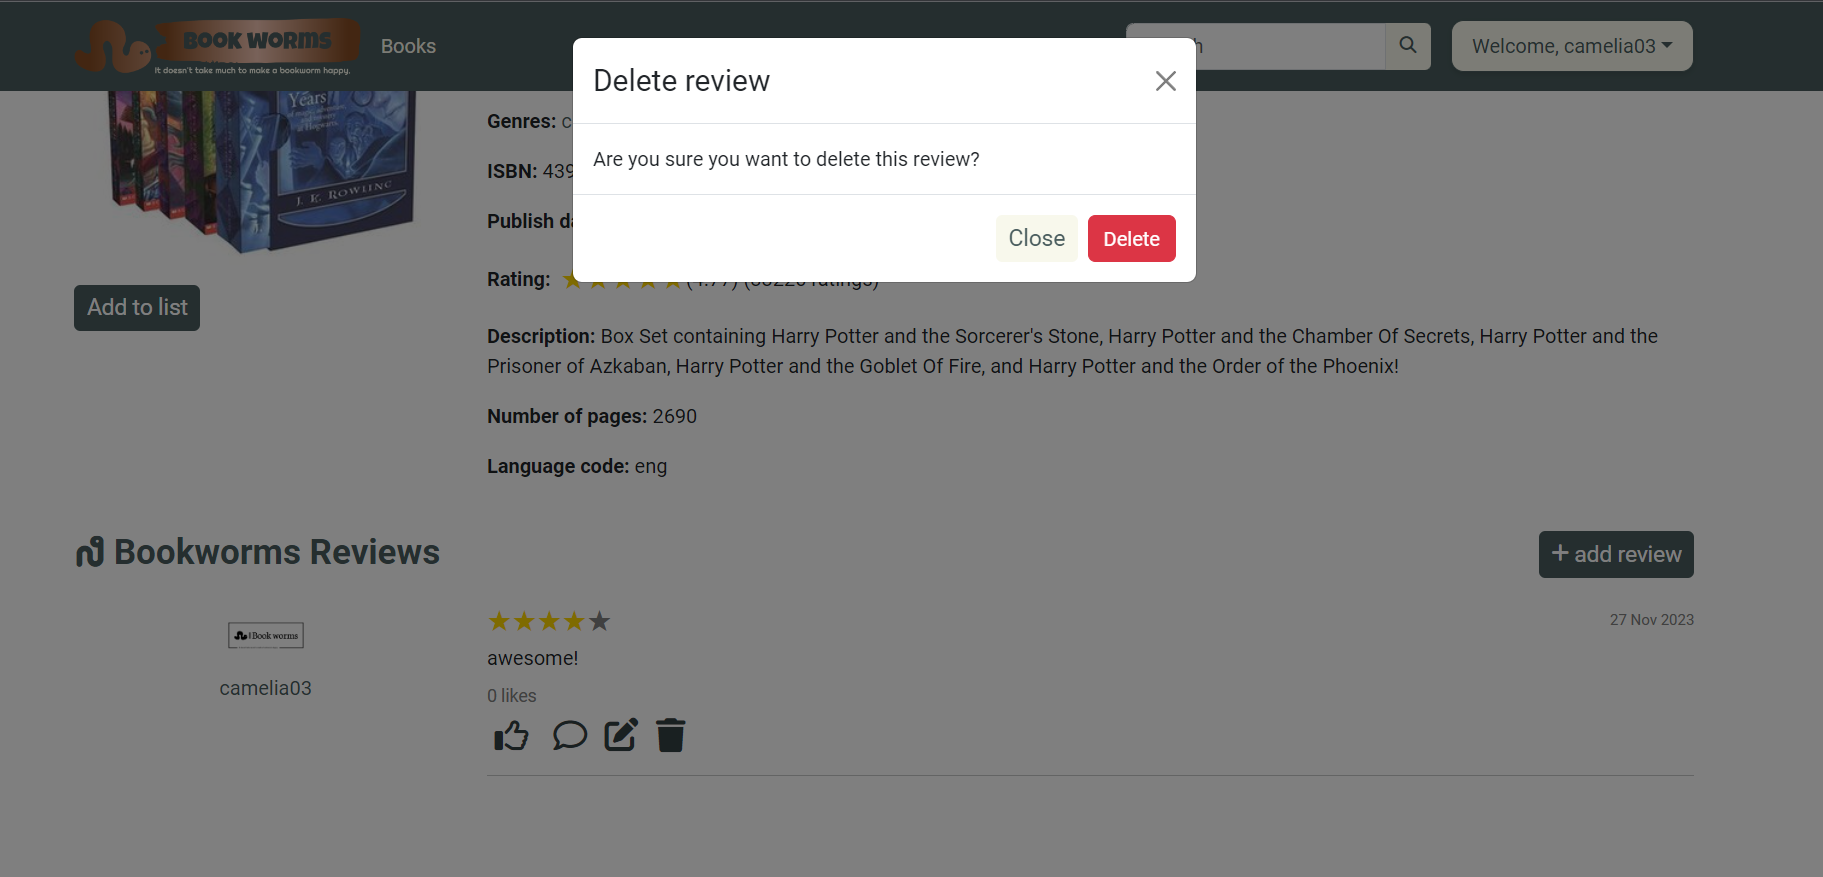 BOOK WORMS
It doesn't take much to make a bookworm happy.
Books
Welcome, camelia03
Delete review
Are you sure you want to delete this review?
Close
Delete
Years
J. K. ROWLING
Add to list
Genres:
ISBN: 439
Publish
Rating:
Description: Box Set containing Harry Potter and the Sorcerer's Stone, Harry Potter and the Chamber Of Secrets, Harry Potter and the
Prisoner of Azkaban, Harry Potter and the Goblet Of Fire, and Harry Potter and the Order of the Phoenix!
Number of pages: 2690
Language code: eng
Bookworms Reviews
+ add review
Book worms
camelia03
27 Nov 2023
awesome!
0 likes